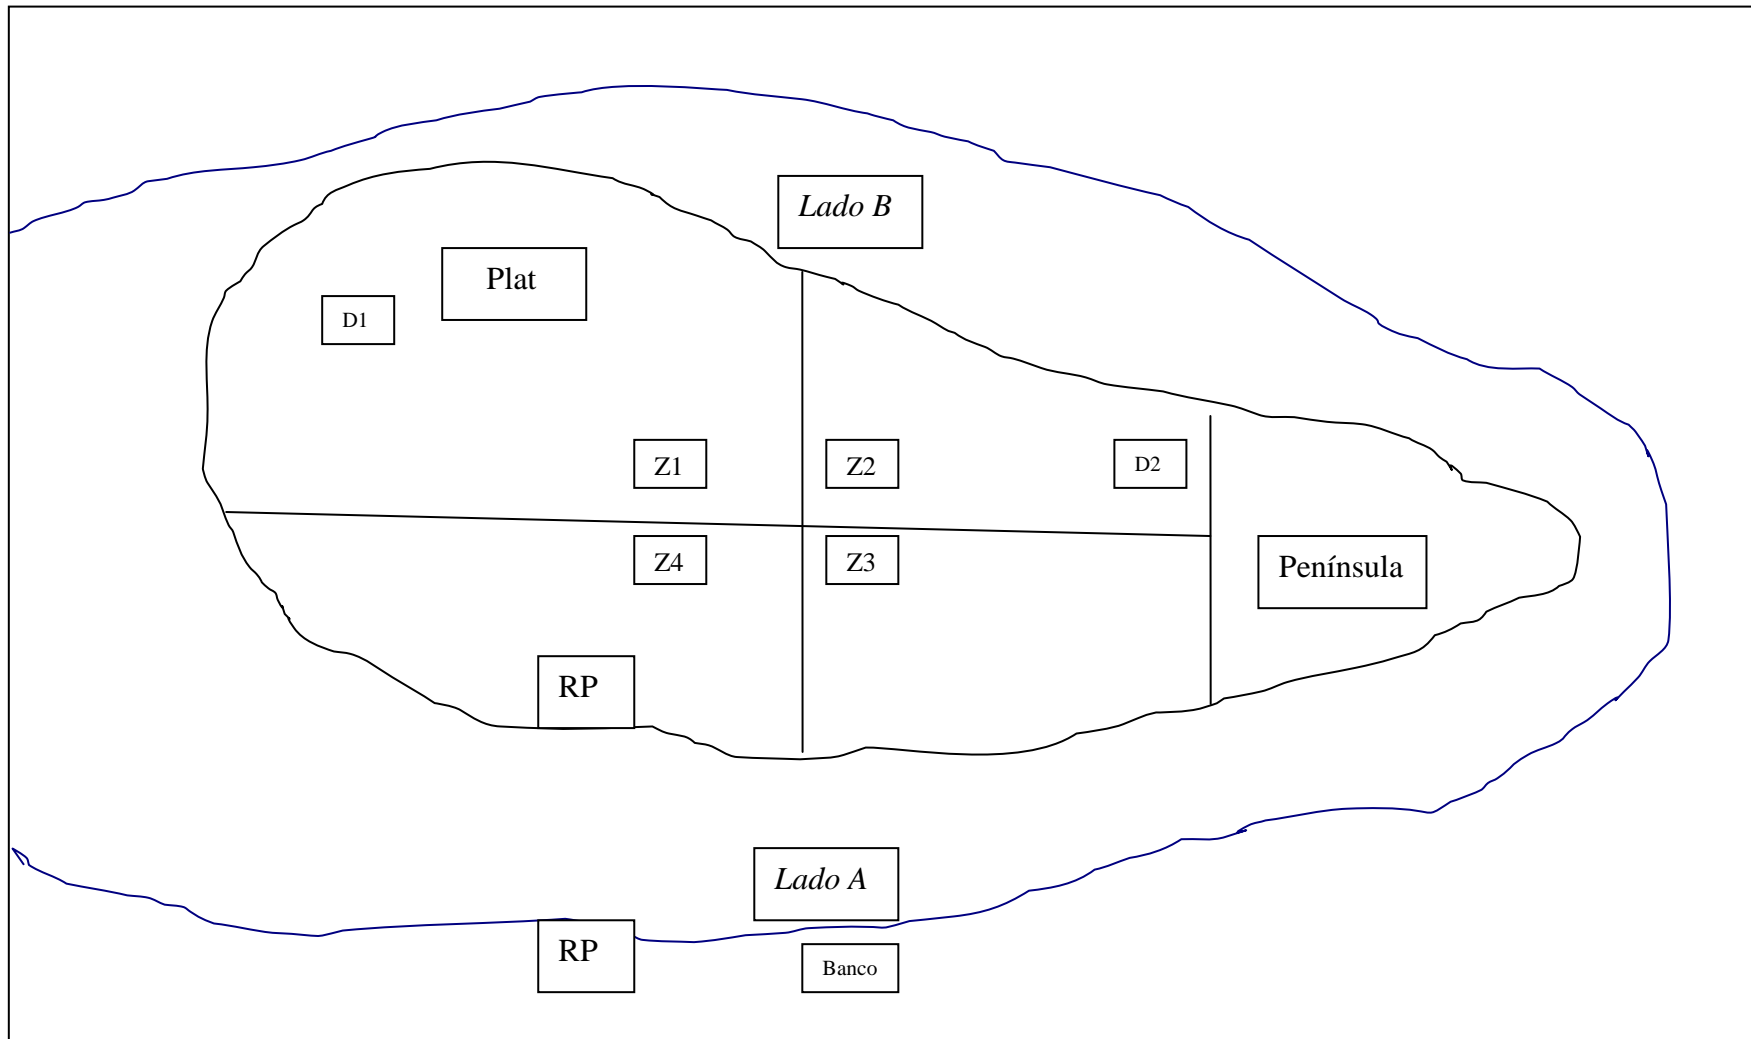 Lado B
Plat
D1
Z1
Z2
D2
Z4
Z3
Península
RP
Lado A
RP
Banco